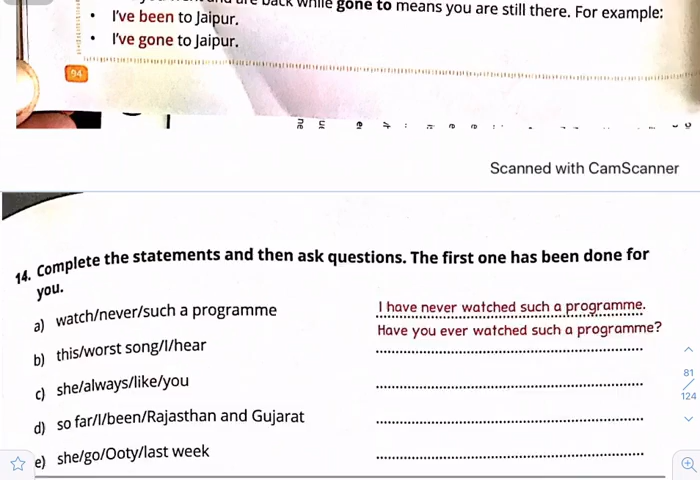 back while gone to means you are still there. For example:
• I've been to Jaipur.
• I've gone to Jaipur.
94
Scanned with CamScanner
14. Complete the statements and then ask questions. The first one has been done for
you.
a) watch/never/such a programme
I have never watched such a programme.
Have you ever watched such a programme?
b) this/worst song/I/hear
c) she/always/like/you
d) so far/I/been/Rajasthan and Gujarat
e) she/go/Ooty/last week
81
124